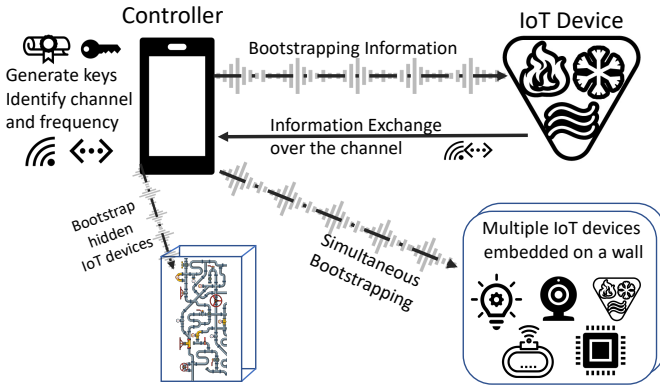 Controller
IoT Device
Generate keys
Identify channel
and frequency
Bootstrapping Information
Information Exchange
over the channel
Bootstrap
hidden
IoT devices
Simultaneous
Bootstrapping
Multiple IoT devices
embedded on a wall